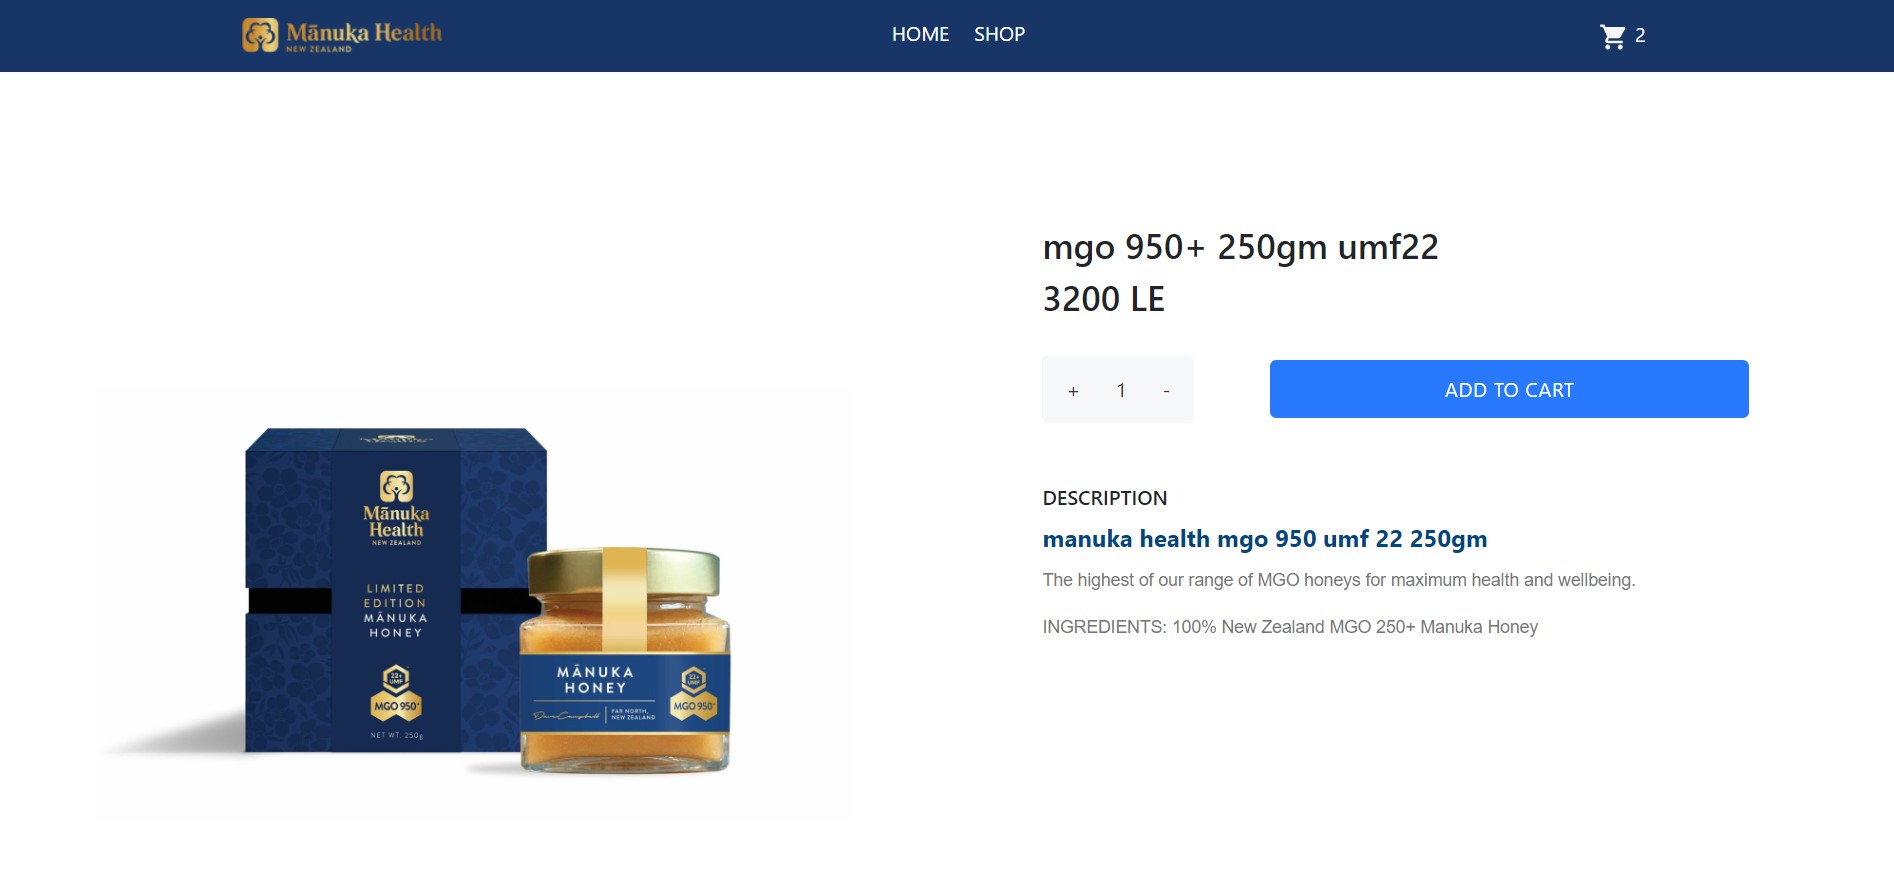 Mānuka Health
NEW ZEALAND
HOME SHOP
2
mgo 950+ 250gm umf22
3200 LE
+ 1 -
ADD TO CART
DESCRIPTION
manuka health mgo 950 umf 22 250gm
The highest of our range of MGO honeys for maximum health and wellbeing.
INGREDIENTS: 100% New Zealand MGO 250+ Manuka Honey
Mānuka
Health
NEW ZEALAND
LIMITED
EDITION
MĀNUKA
HONEY
22+
UMF
MGO 950+
NET WT. 250g
MĀNUKA
HONEY
FAR NORTH,
NEW ZEALAND
22+
UMF
MGO 950+